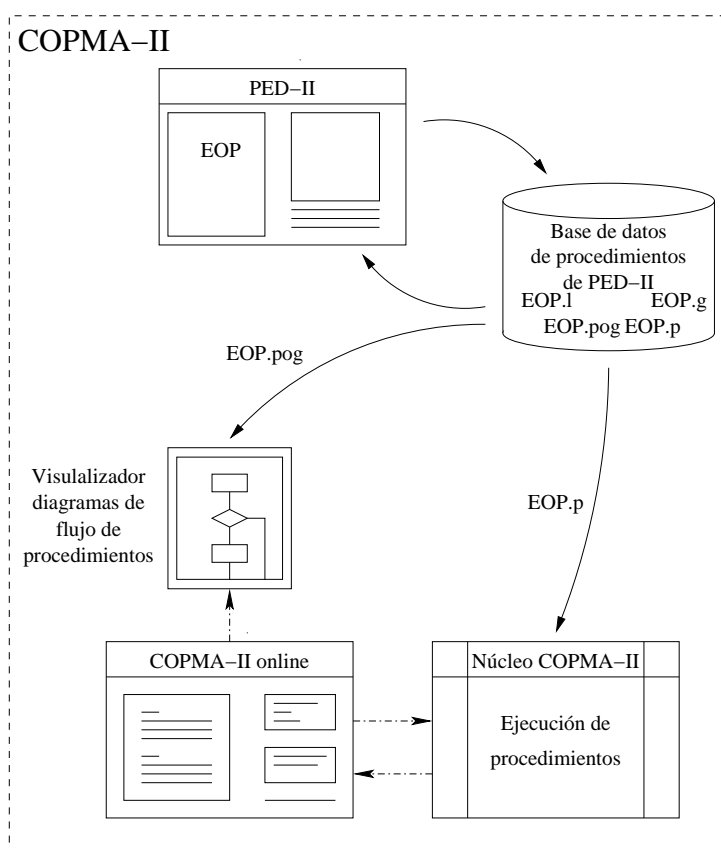 COPMA−II
PED−II
EOP
Base de datos
de procedimientos
de PED−II
EOP.l EOP.g
EOP.pog EOP.p
EOP.pog
Visulalizador
diagramas de
flujo de
procedimientos
EOP.p
COPMA−II online
Núcleo COPMA−II
Ejecución de
procedimientos